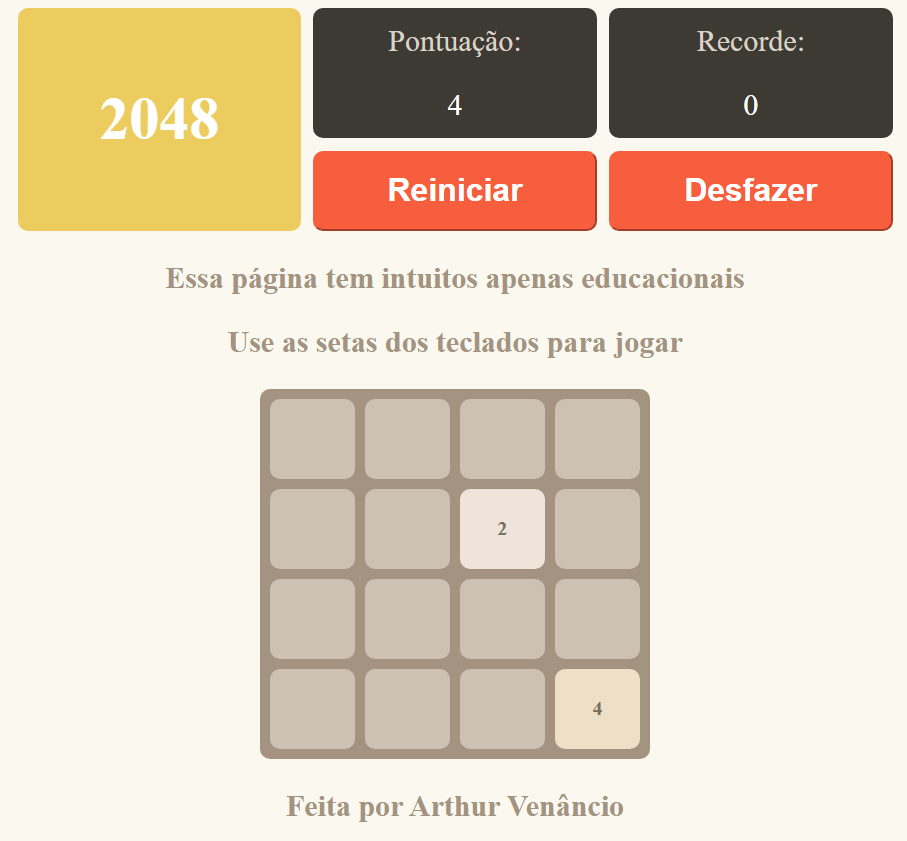 2048
Pontuação:
4
Recorde:
0
Reiniciar
Desfazer
Essa página tem intuitos apenas educacionais
Use as setas dos teclados para jogar
2
4
Feita por Arthur Venâncio